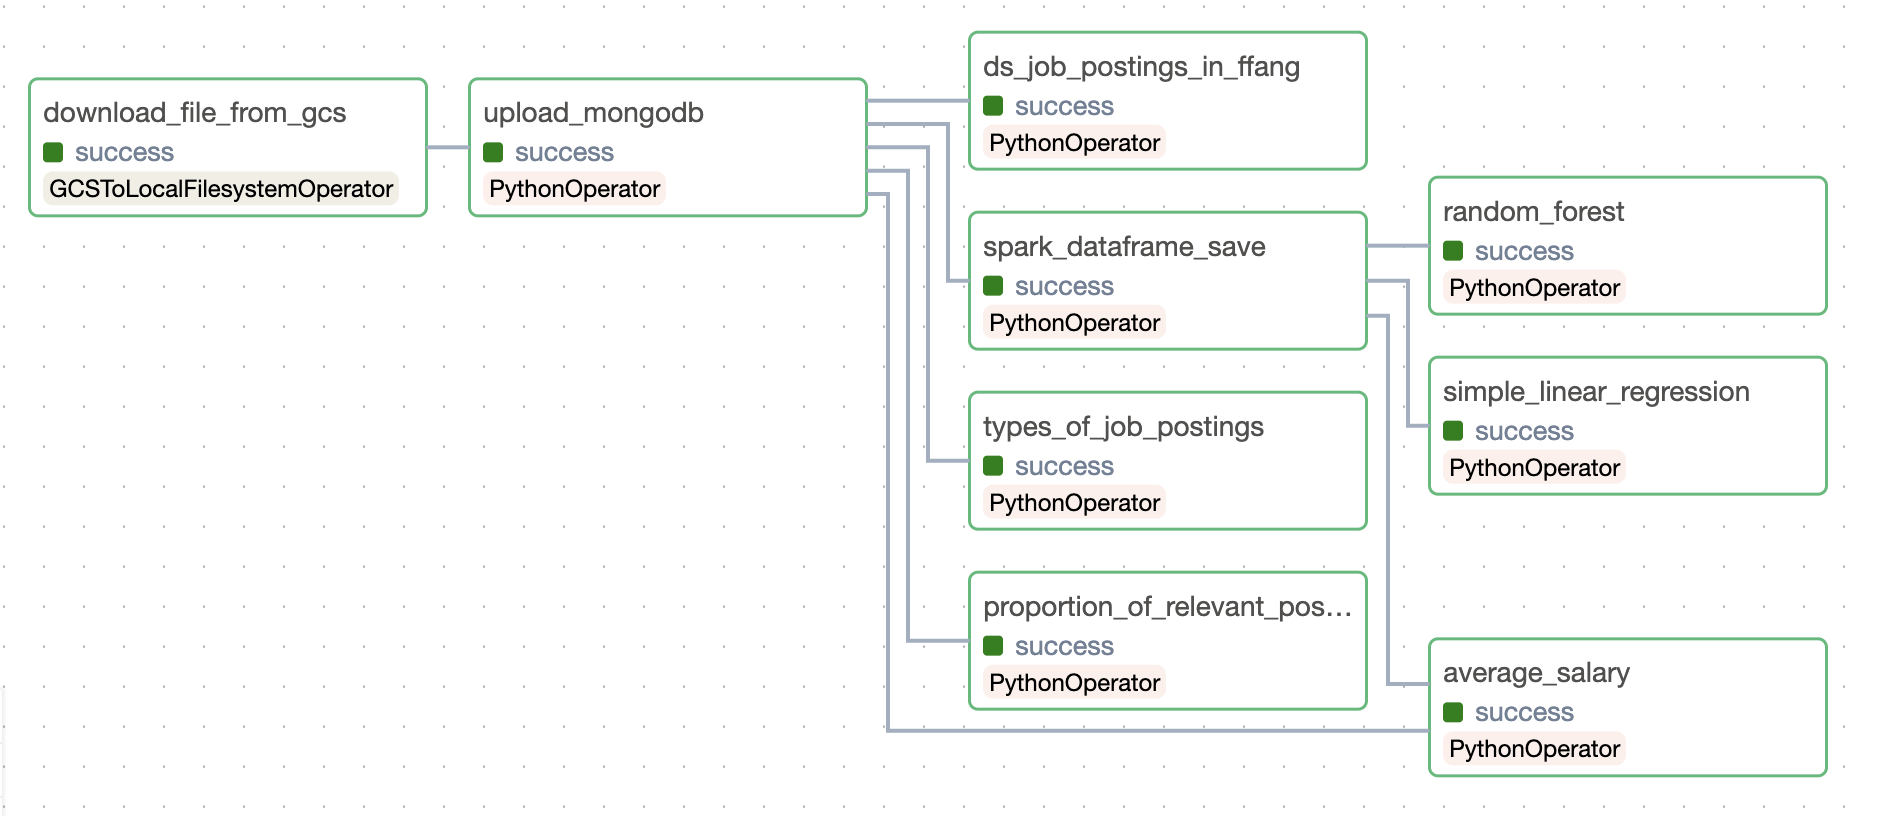 download_file_from_gcs
success
GCSToLocalFilesystemOperator
upload_mongodb
success
PythonOperator
ds_job_postings_in_ffang
success
PythonOperator
spark_dataframe_save
success
PythonOperator
types_of_job_postings
success
PythonOperator
proportion_of_relevant_pos...
success
PythonOperator
random_forest
success
PythonOperator
simple_linear_regression
success
PythonOperator
average_salary
success
PythonOperator